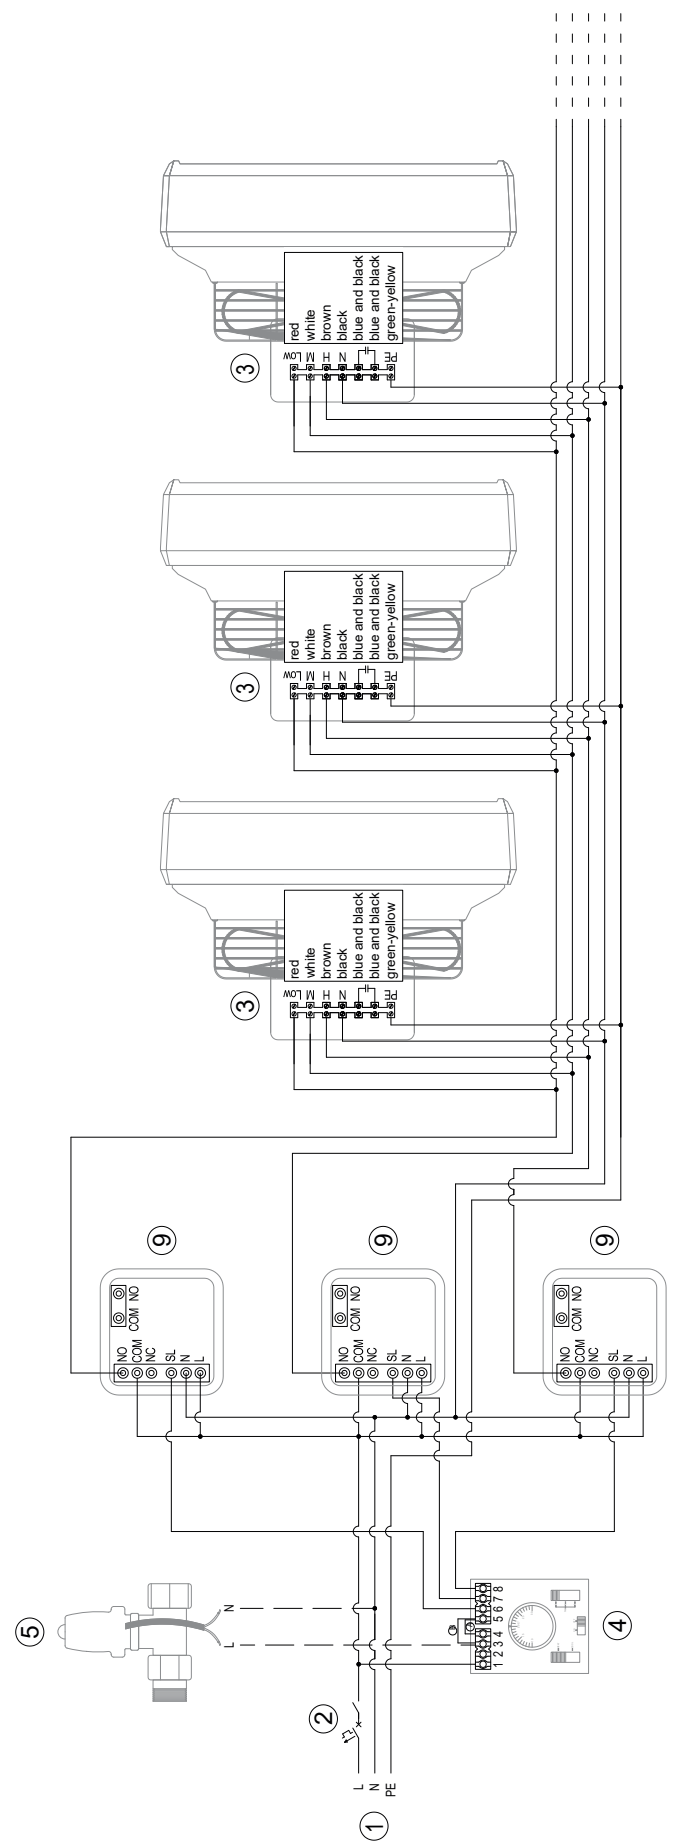 5
L
N
1
L
N
PE
2
4
1 2 3 4 5 6 7 8
NO
COM
NC
SL
N
L
COM NO
9
NO
COM
NC
SL
N
L
COM NO
9
NO
COM
NC
SL
N
L
COM NO
9
3
Low
M
H
N
PE
red
white
brown
black
blue and black
blue and black
green-yellow
3
Low
M
H
N
PE
red
white
brown
black
blue and black
blue and black
green-yellow
3
Low
M
H
N
PE
red
white
brown
black
blue and black
blue and black
green-yellow